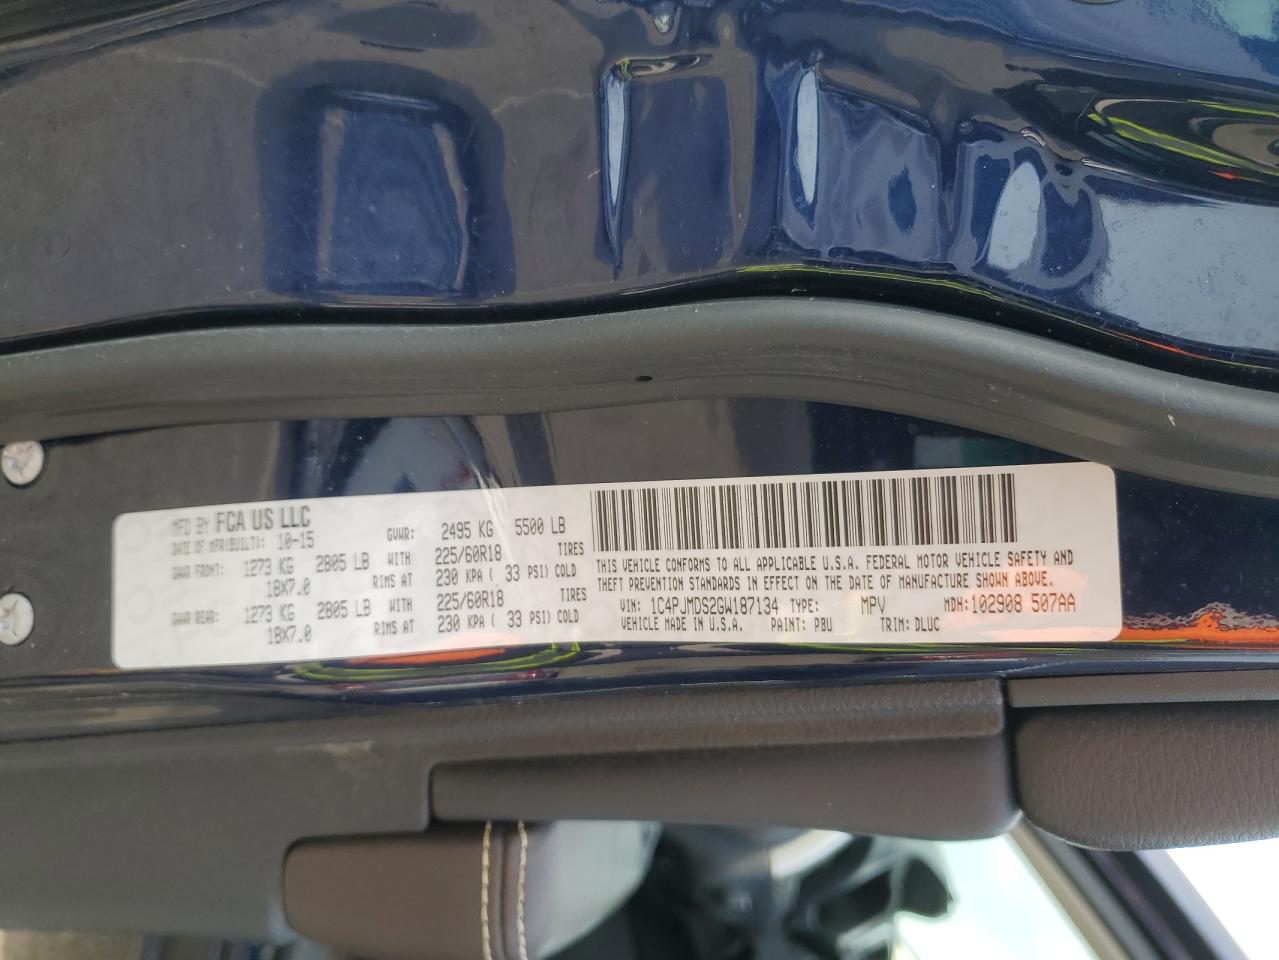 MFD BY FCA US LLC
DATE OF MFR(BUILT): 10-15 GVWR: 2495 KG 5500 LB
GAWR FRONT: 1273 KG 2805 LB WITH 225/60R18 TIRES
18X7.0 RIMS AT 230 KPA ( 33 PSI) COLD
GAWR REAR: 1273 KG 2805 LB WITH 225/60R18 TIRES
18X7.0 RIMS AT 230 KPA ( 33 PSI) COLD
THIS VEHICLE CONFORMS TO ALL APPLICABLE U.S.A. FEDERAL MOTOR VEHICLE SAFETY AND
THEFT PREVENTION STANDARDS IN EFFECT ON THE DATE OF MANUFACTURE SHOWN ABOVE.
VIN: 1C4PJMDS2GW187134 TYPE: MPV MDH: 102908 507AA
VEHICLE MADE IN U.S.A. PAINT: PBU TRIM: DLUC